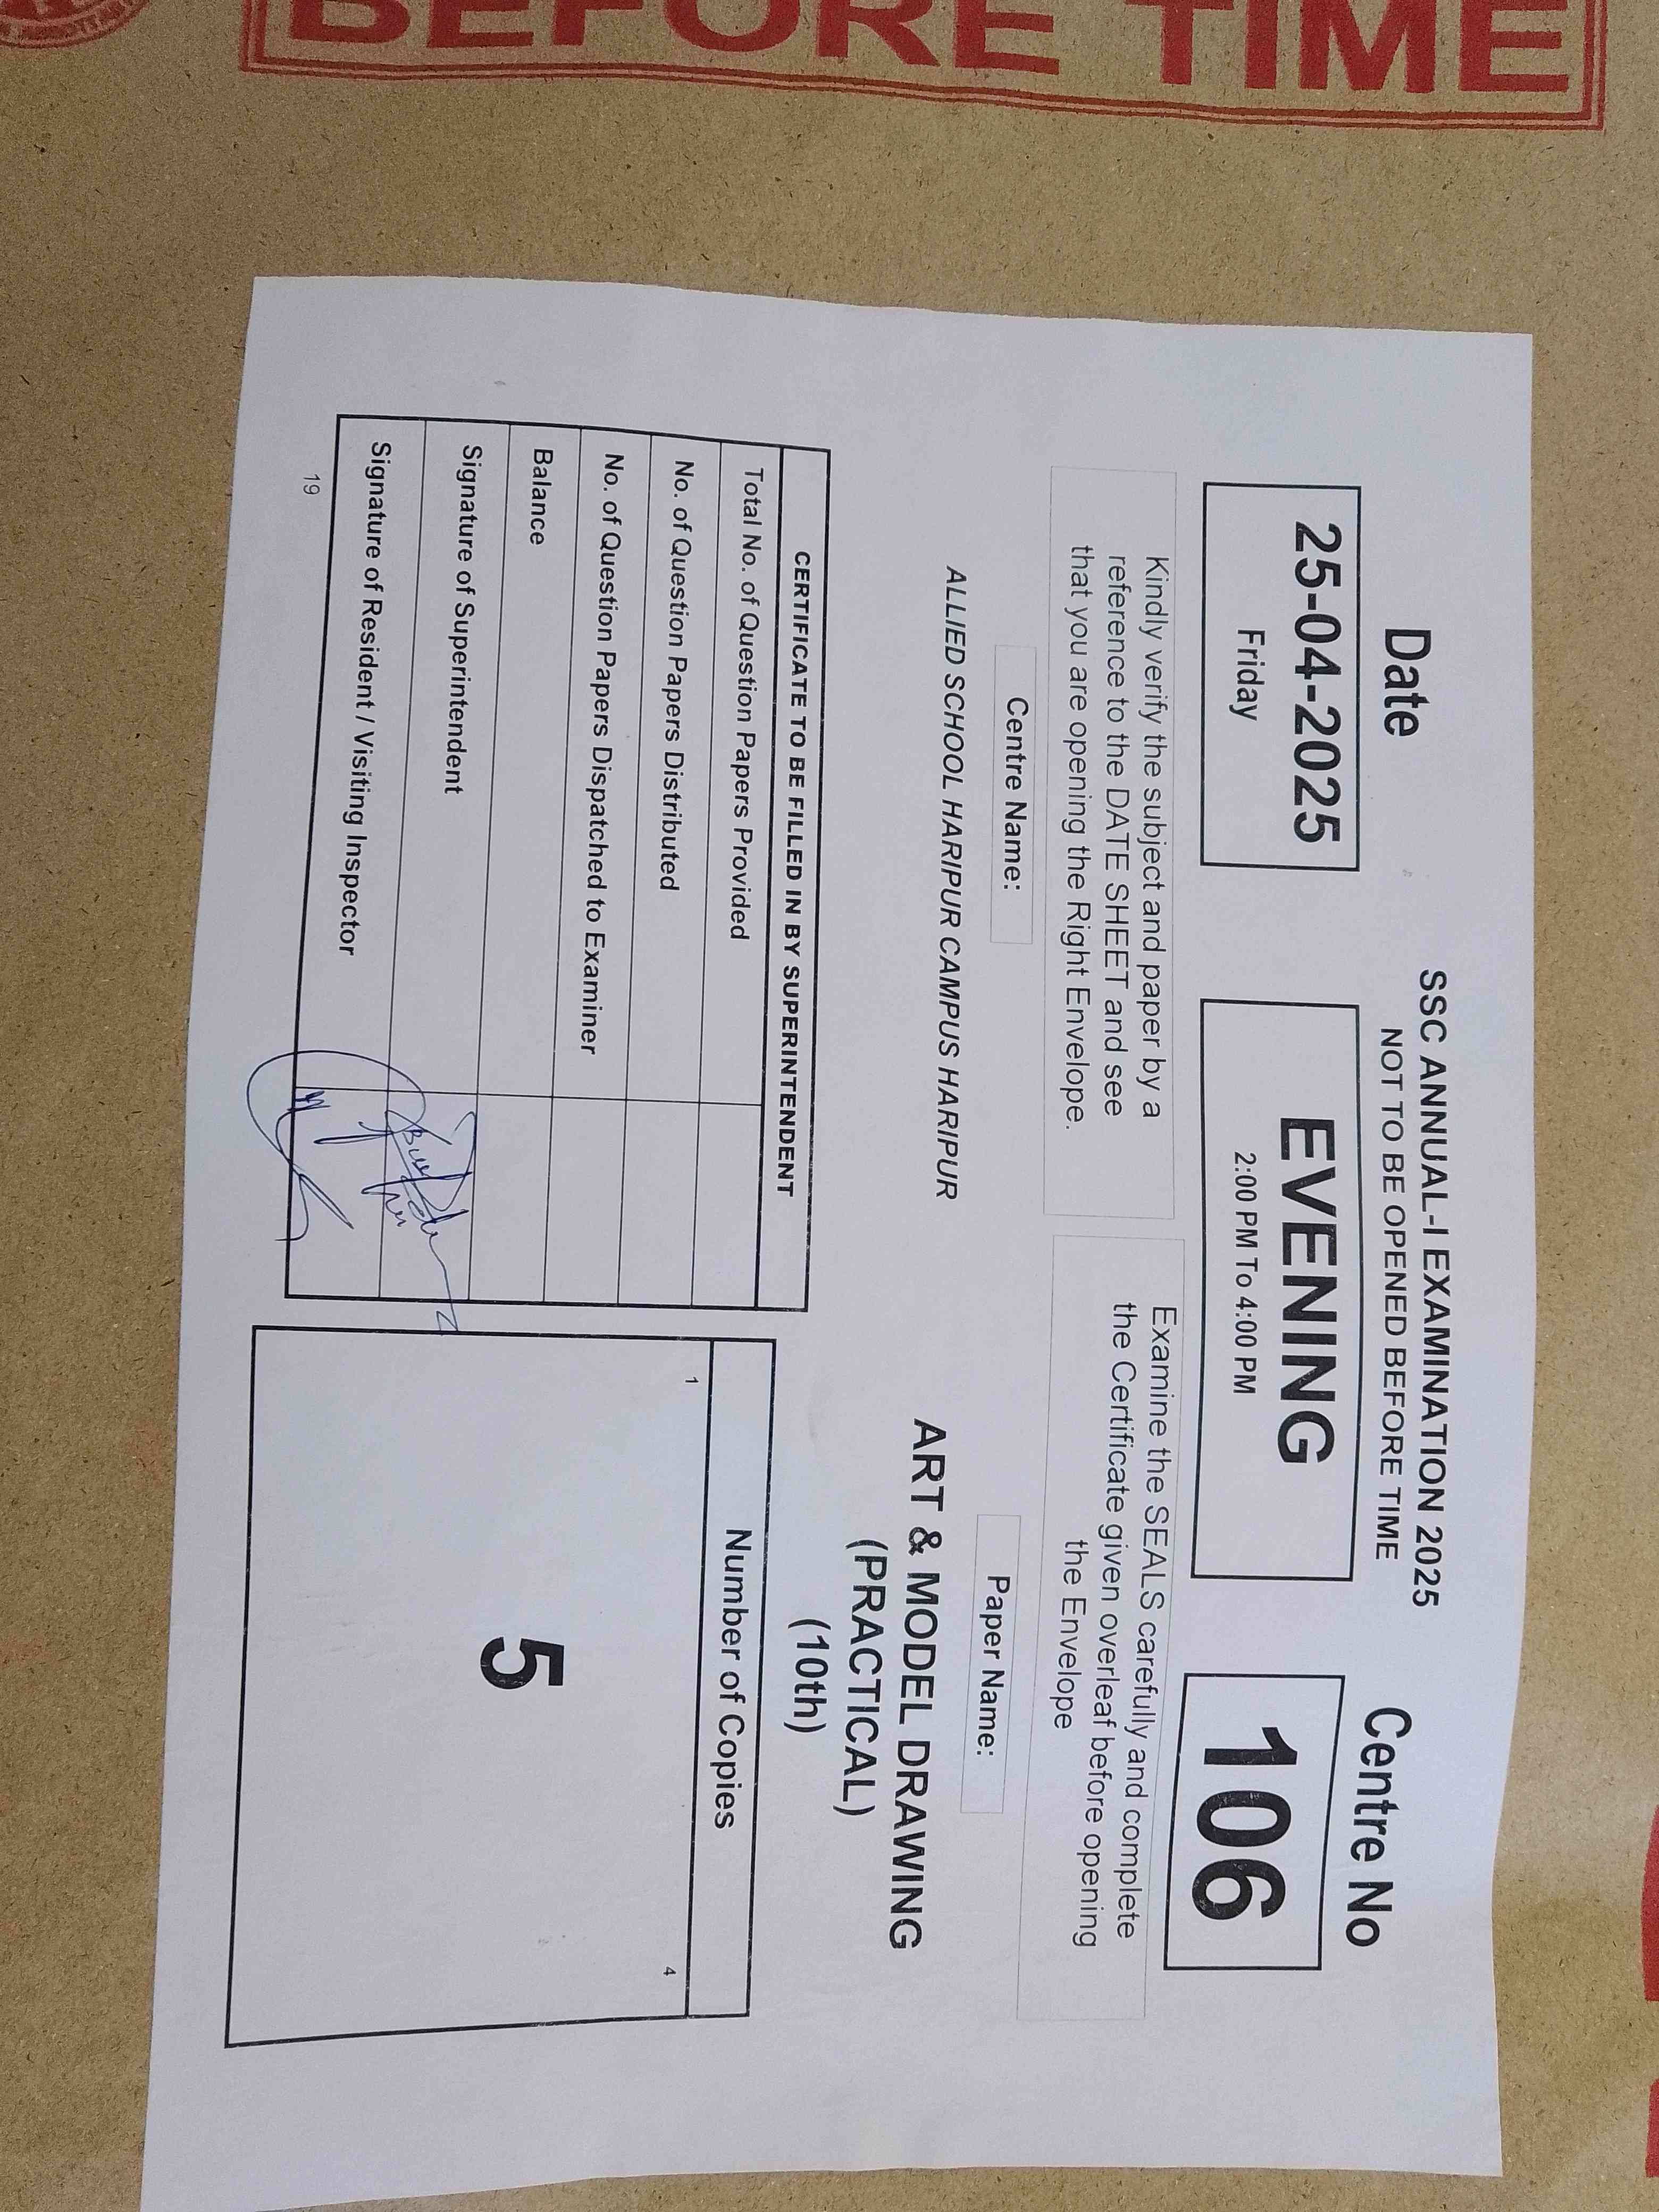 BEFORE TIME
SSC ANNUAL-I EXAMINATION 2025
NOT TO BE OPENED BEFORE TIME
Date
Centre No
25-04-2025
Friday
EVENING
2:00 PM To 4:00 PM
106
Kindly verify the subject and paper by a
reference to the DATE SHEET and see
that you are opening the Right Envelope.
Examine the SEALS carefully and complete
the Certificate given overleaf before opening
the Envelope
Centre Name:
Paper Name:
ALLIED SCHOOL HARIPUR CAMPUS HARIPUR
ART & MODEL DRAWING
(PRACTICAL)
(10th)
CERTIFICATE TO BE FILLED IN BY SUPERINTENDENT
Total No. of Question Papers Provided
No. of Question Papers Distributed
No. of Question Papers Dispatched to Examiner
Balance
Signature of Superintendent
Signature of Resident / Visiting Inspector
19
Number of Copies
1
4
5